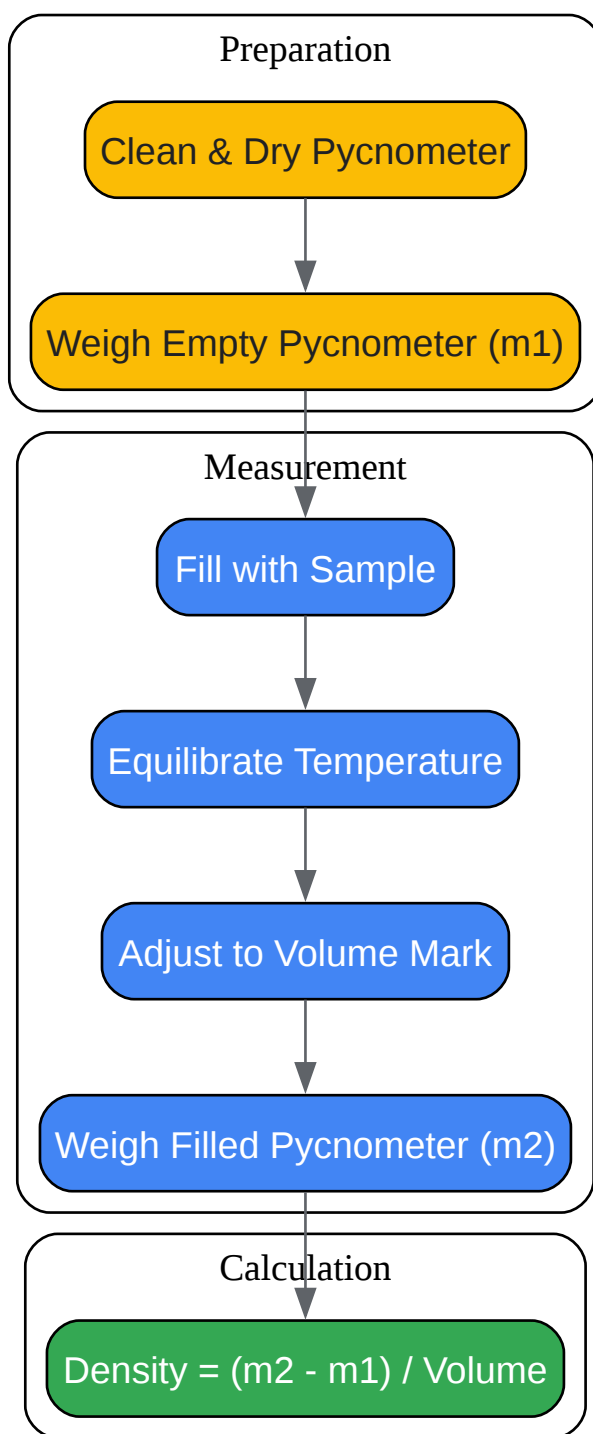 Preparation
Clean & Dry Pycnometer
Weigh Empty Pycnometer (m1)
Measurement
Fill with Sample
Equilibrate Temperature
Adjust to Volume Mark
Weigh Filled Pycnometer (m2)
Calculation
Density = (m2 - m1) / Volume